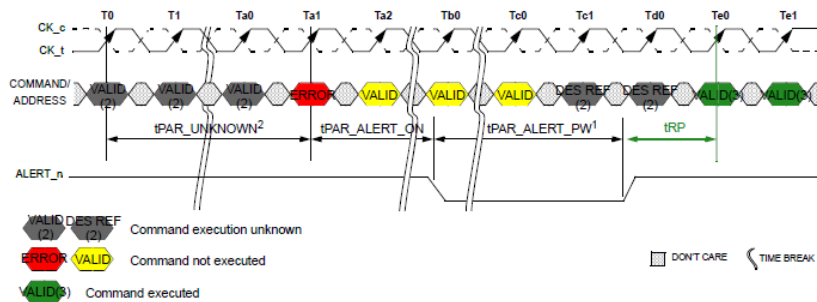 T0 T1 Ta0 Ta1 Ta2 Tb0 Tc0 Tc1 Td0 Te0 Te1
CK_c
CK_t
COMMAND/
ADDRESS
VALID (2) VALID (2) VALID (2) ERROR VALID VALID VALID DES REF (2) DES REF (2) VALID(3) VALID(3)
tPAR_UNKNOWN² tPAR_ALERT_ON tPAR_ALERT_PW¹ tRP
ALERT_n
VALID (2) DES REF (2) Command execution unknown
ERROR VALID Command not executed
VALID(3) Command executed
DON'T CARE TIME BREAK